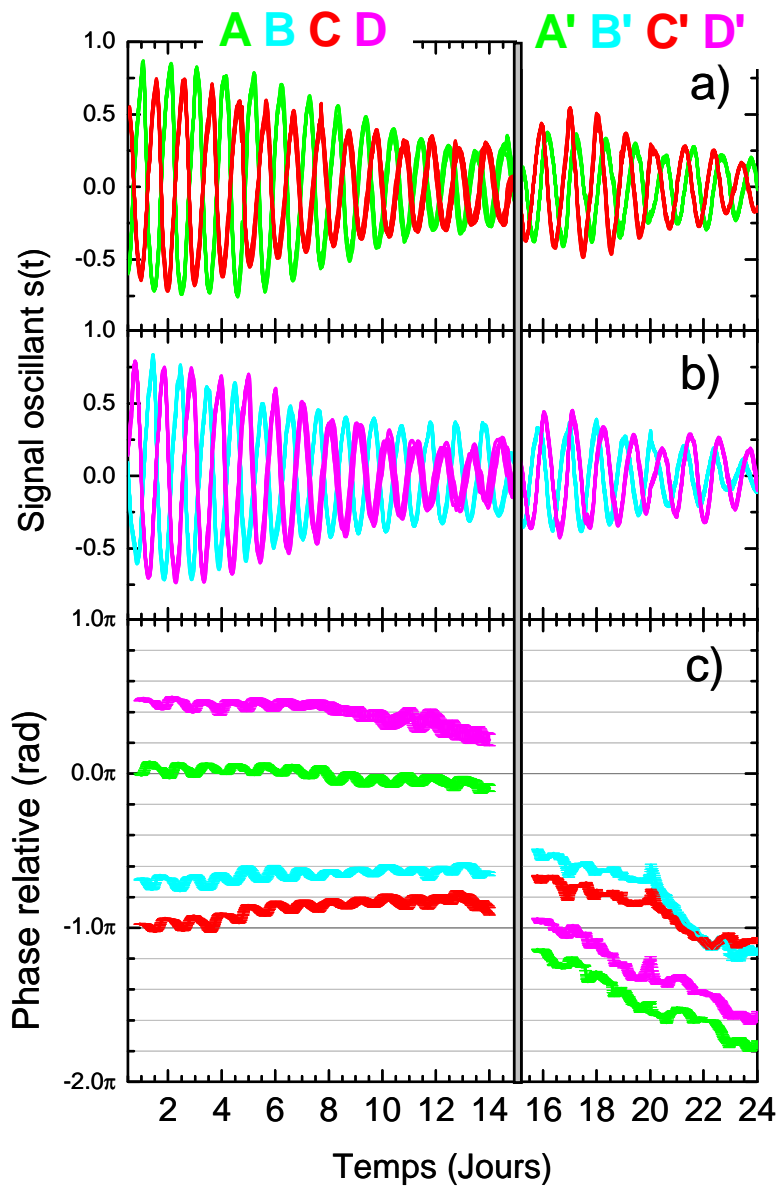 A B C D
A' B' C' D'
a)
1.0
0.5
0.0
-0.5
1.0
b)
0.5
0.0
-0.5
1.0π
c)
0.0π
-1.0π
-2.0π
Signal oscillant s(t)
Phase relative (rad)
2 4 6 8 10 12 14 16 18 20 22 24
Temps (Jours)